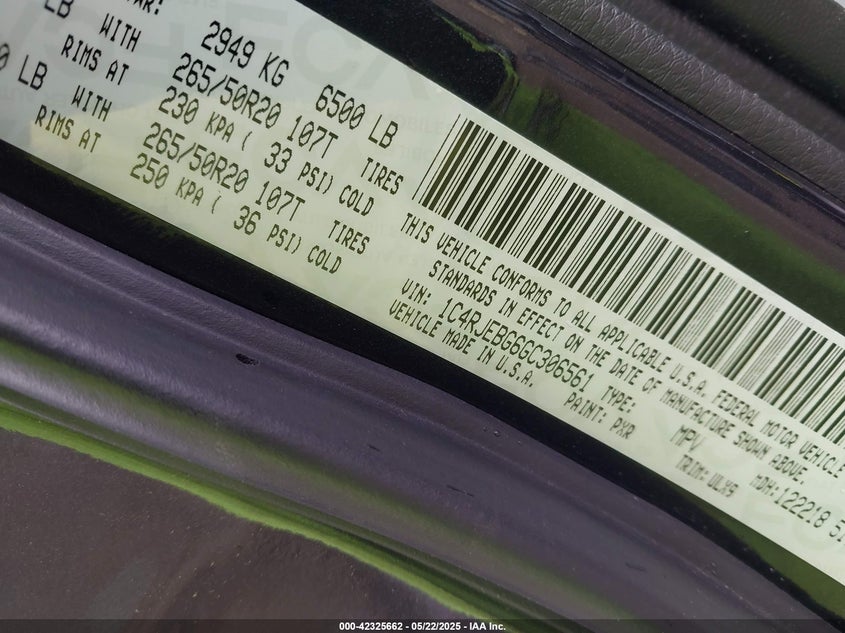 LB WITH
RIMS AT
LB WITH
RIMS AT
2949 KG 6500 LB
265/50R20 107T TIRES
230 KPA ( 33 PSI) COLD
265/50R20 107T TIRES
250 KPA ( 36 PSI) COLD
THIS VEHICLE CONFORMS TO ALL APPLICABLE U.S.A. FEDERAL MOTOR VEHICLE
STANDARDS IN EFFECT ON THE DATE OF MANUFACTURE SHOWN ABOVE.
VIN: 1C4RJEBG6GC306561 TYPE: MPV MDH:122218 51
VEHICLE MADE IN U.S.A. PAINT: PXR TRIM: ULX9
000-42325662 - 05/22/2025 - IAA Inc.